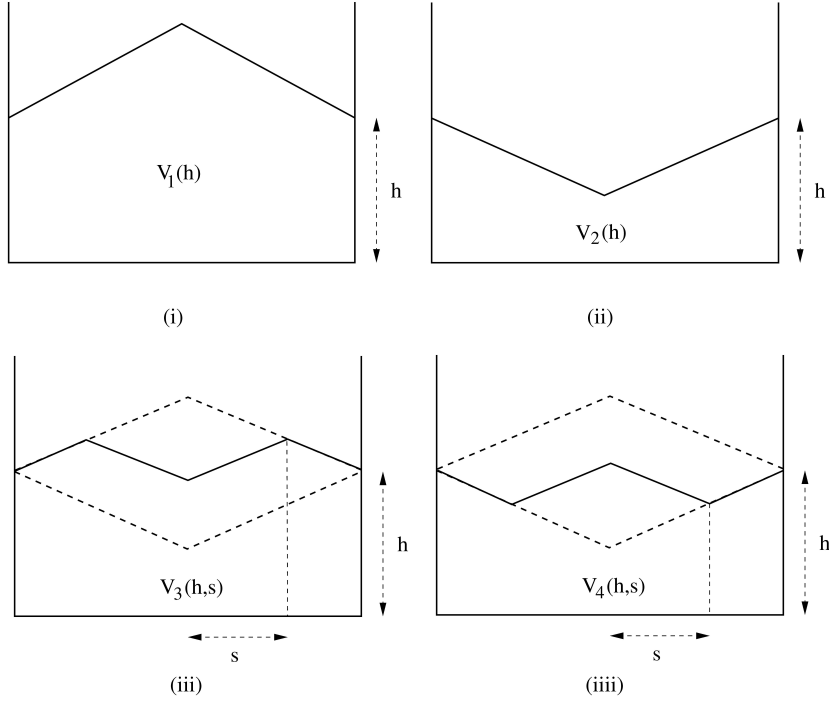 V₁(h)
h
V₂(h)
h
(i)
(ii)
V₃(h,s)
h
V₄(h,s)
h
s
s
(iii)
(iiii)